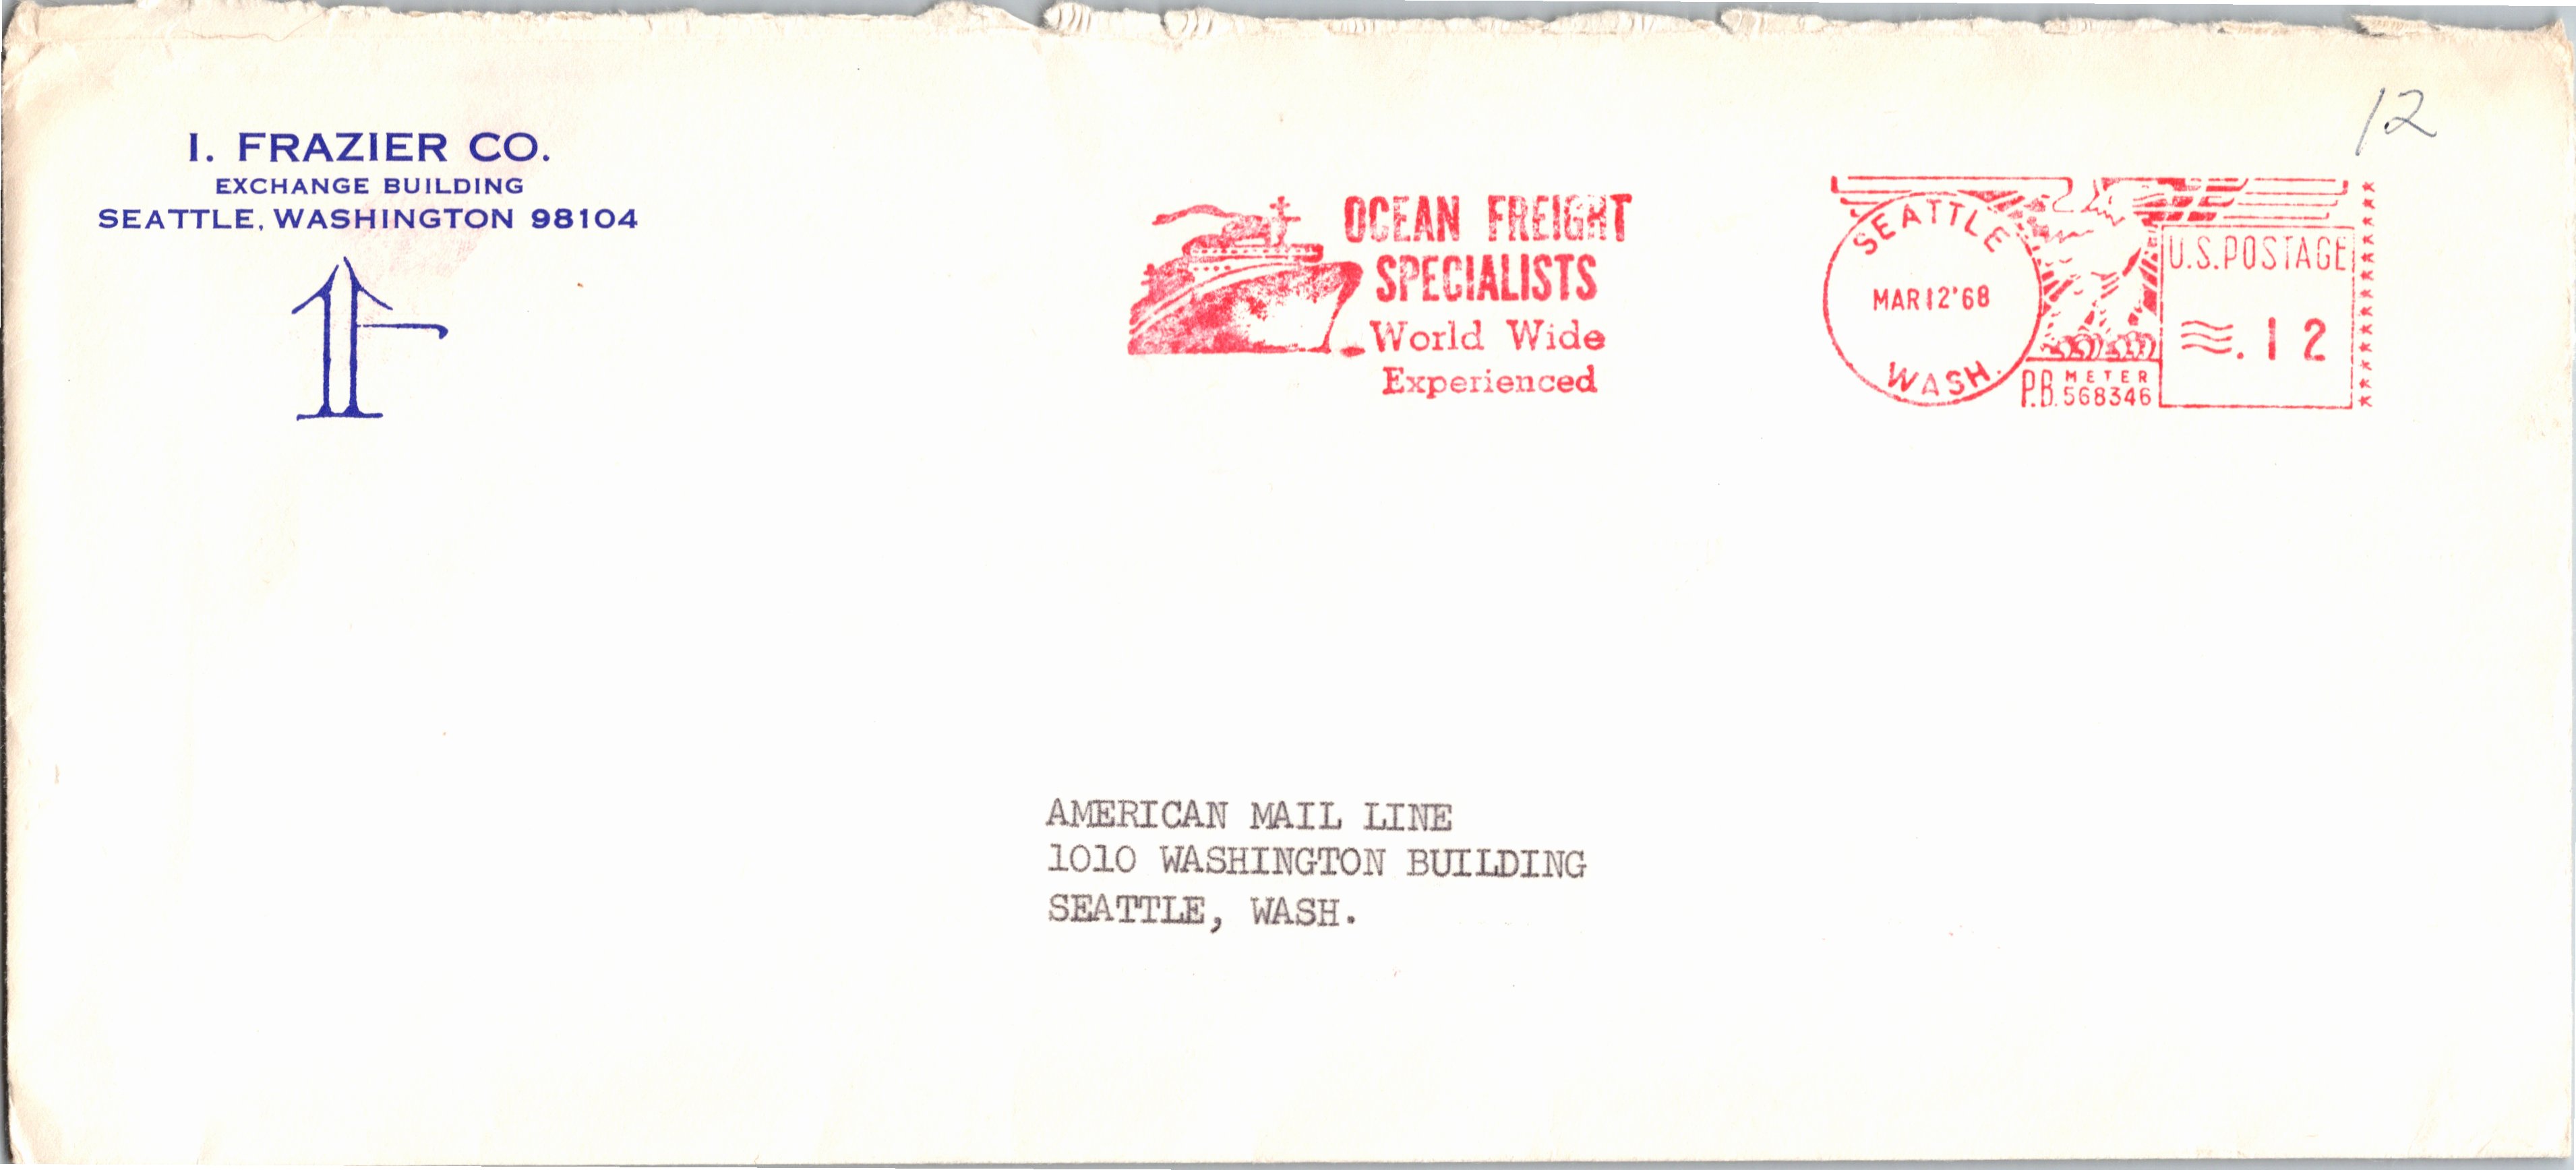 I. FRAZIER CO.
EXCHANGE BUILDING
SEATTLE, WASHINGTON 98104
12
OCEAN FREIGHT
SPECIALISTS
World Wide
Experienced
SEATTLE
MAR 12 '68
WASH.
P.B. METER
568346
U.S. POSTAGE
.12
AMERICAN MAIL LINE
1010 WASHINGTON BUILDING
SEATTLE, WASH.